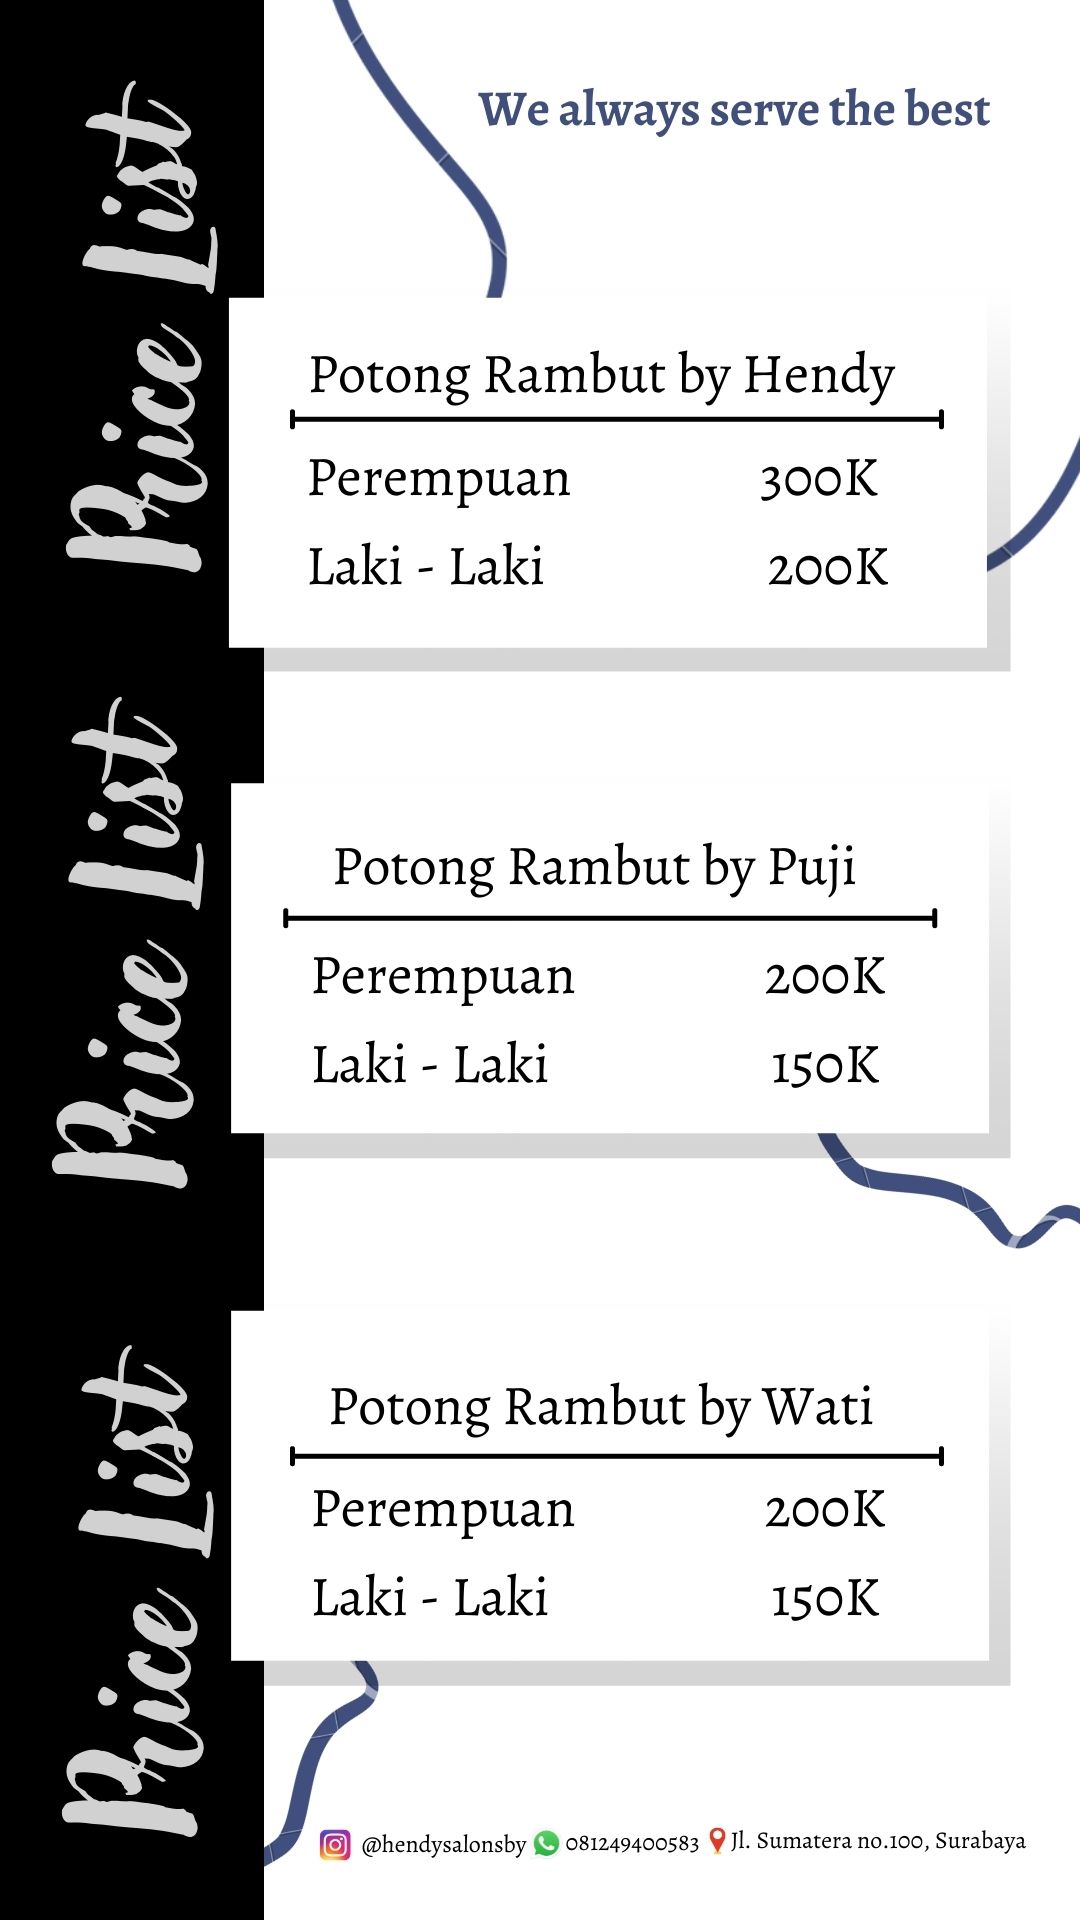 We always serve the best
Price List
Potong Rambut by Hendy
Perempuan 300K
Laki - Laki 200K
Price List
Potong Rambut by Puji
Perempuan 200K
Laki - Laki 150K
Price List
Potong Rambut by Wati
Perempuan 200K
Laki - Laki 150K
@hendysalonsby 081249400583 Jl. Sumatera no.100, Surabaya